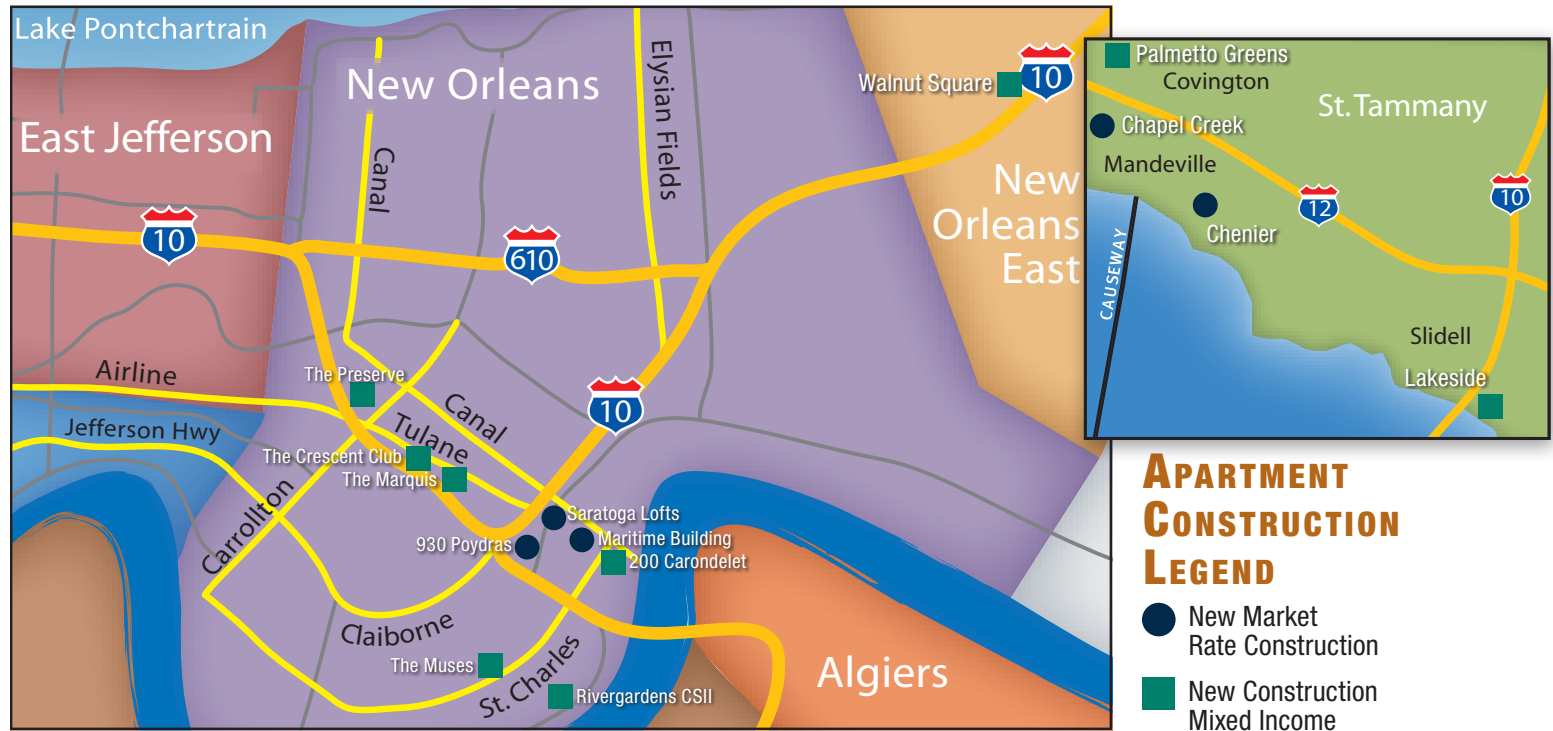 Lake Pontchartrain
New Orleans
East Jefferson
Canal
Elysian Fields
Walnut Square
10
New
Orleans
East
10
610
Airline
Jefferson Hwy
The Preserve
Canal
Tulane
10
The Crescent Club
The Marquis
Carrollton
Saratoga Lofts
930 Poydras
Maritime Building
200 Carondelet
Claiborne
The Muses
St. Charles
Rivergardens CSII
Algiers
Palmetto Greens
Covington
St.Tammany
Chapel Creek
Mandeville
12
10
Chenier
CAUSEWAY
Slidell
Lakeside
APARTMENT
CONSTRUCTION
LEGEND
New Market
Rate Construction
New Construction
Mixed Income